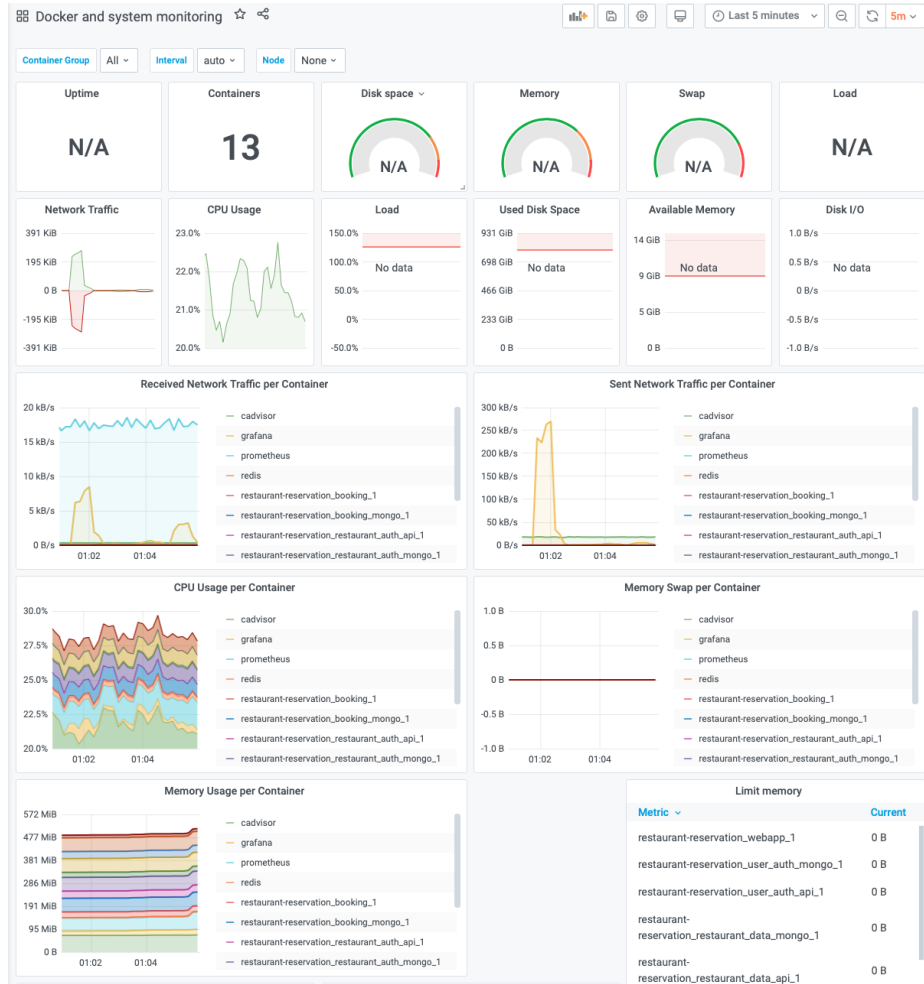 Docker and system monitoring
Last 5 minutes
5m
Container Group All Interval auto Node None
Uptime
N/A
Containers
13
Disk space
N/A
Memory
N/A
Swap
N/A
Load
N/A
Network Traffic
391 KiB
195 KiB
0 B
-195 KiB
-391 KiB
CPU Usage
23.0%
22.0%
21.0%
20.0%
Load
150.0%
100.0%
50.0%
0%
-50.0%
No data
Used Disk Space
931 GiB
698 GiB
466 GiB
233 GiB
0 B
No data
Available Memory
14 GiB
9 GiB
5 GiB
0 B
No data
Disk I/O
1.0 B/s
0.5 B/s
0 B/s
-0.5 B/s
-1.0 B/s
No data
Received Network Traffic per Container
20 kB/s
15 kB/s
10 kB/s
5 kB/s
0 B/s
01:02 01:04
cadvisor
grafana
prometheus
redis
restaurant-reservation_booking_1
restaurant-reservation_booking_mongo_1
restaurant-reservation_restaurant_auth_api_1
restaurant-reservation_restaurant_auth_mongo_1
Sent Network Traffic per Container
300 kB/s
250 kB/s
200 kB/s
150 kB/s
100 kB/s
50 kB/s
0 B/s
01:02 01:04
cadvisor
grafana
prometheus
redis
restaurant-reservation_booking_1
restaurant-reservation_booking_mongo_1
restaurant-reservation_restaurant_auth_api_1
restaurant-reservation_restaurant_auth_mongo_1
CPU Usage per Container
30.0%
27.5%
25.0%
22.5%
20.0%
01:02 01:04
cadvisor
grafana
prometheus
redis
restaurant-reservation_booking_1
restaurant-reservation_booking_mongo_1
restaurant-reservation_restaurant_auth_api_1
restaurant-reservation_restaurant_auth_mongo_1
Memory Swap per Container
1.0 B
0.5 B
0 B
-0.5 B
-1.0 B
01:02 01:04
cadvisor
grafana
prometheus
redis
restaurant-reservation_booking_1
restaurant-reservation_booking_mongo_1
restaurant-reservation_restaurant_auth_api_1
restaurant-reservation_restaurant_auth_mongo_1
Memory Usage per Container
572 MiB
477 MiB
381 MiB
286 MiB
191 MiB
95 MiB
0 B
01:02 01:04
cadvisor
grafana
prometheus
redis
restaurant-reservation_booking_1
restaurant-reservation_booking_mongo_1
restaurant-reservation_restaurant_auth_api_1
restaurant-reservation_restaurant_auth_mongo_1
Limit memory
Metric Current
restaurant-reservation_webapp_1 0 B
restaurant-reservation_user_auth_mongo_1 0 B
restaurant-reservation_user_auth_api_1 0 B
restaurant-
reservation_restaurant_data_mongo_1 0 B
restaurant-
reservation_restaurant_data_api_1 0 B